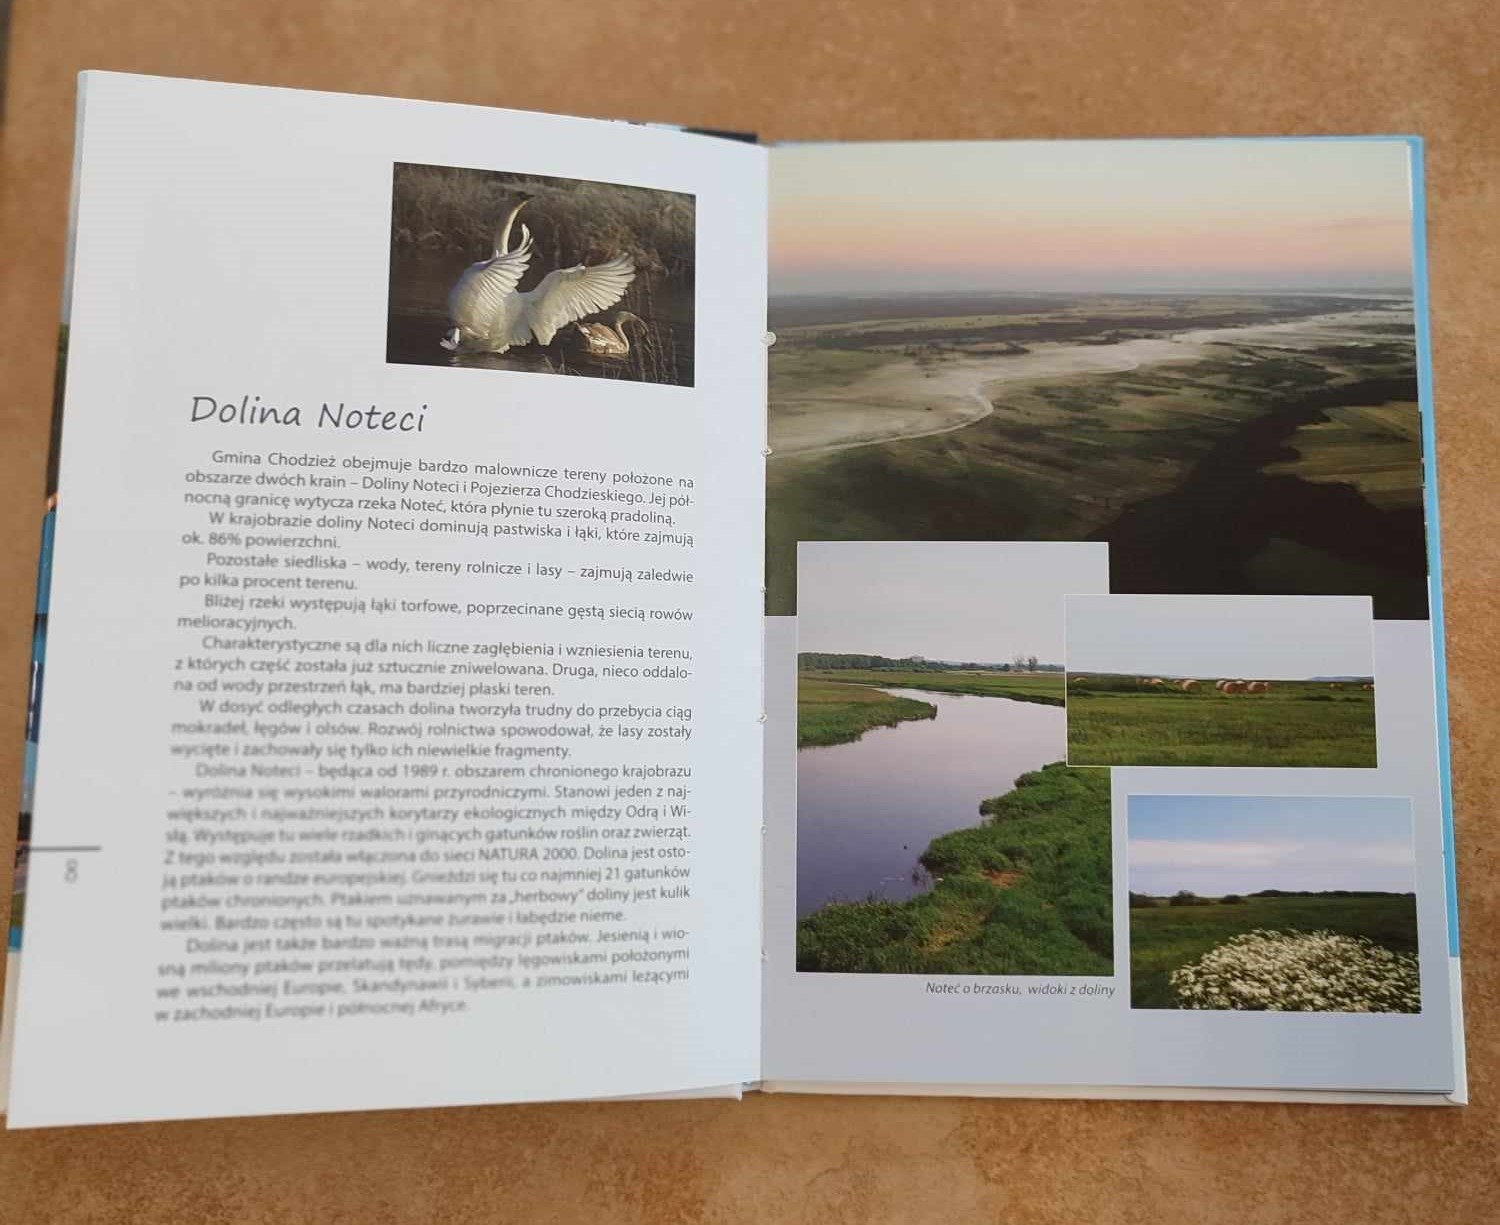 Dolina Noteci
Gmina Chodzież obejmuje bardzo malownicze tereny położone na
obszarze dwóch krain – Doliny Noteci i Pojezierza Chodzieskiego. Jej pół-
nocną granicę wytycza rzeka Noteć, która płynie tu szeroką pradoliną.
W krajobrazie doliny Noteci dominują pastwiska i łąki, które zajmują
ok. 86% powierzchni.
Pozostałe siedliska – wody, tereny rolnicze i lasy – zajmują zaledwie
po kilka procent terenu.
Bliżej rzeki występują łąki torfowe, poprzecinane gęstą siecią rowów
melioracyjnych.
Charakterystyczne są dla nich liczne zagłębienia i wzniesienia terenu,
z których część została już sztucznie zniwelowana. Druga, nieco oddalo-
na od wody przestrzeń łąk, ma bardziej płaski teren.
W dosyć odległych czasach dolina tworzyła trudny do przebycia ciąg
mokradeł, łęgów i olsów. Rozwój rolnictwa spowodował, że lasy zostały
wycięte i zachowały się tylko ich niewielkie fragmenty.
Dolina Noteci – będąca od 1989 r. obszarem chronionego krajobrazu
– wyróżnia się wysokimi walorami przyrodniczymi. Stanowi jeden z naj-
większych i najważniejszych korytarzy ekologicznych między Odrą i Wi-
słą. Występuje tu wiele rzadkich i ginących gatunków roślin oraz zwierząt.
Z tego względu została włączona do sieci NATURA 2000. Dolina jest osto-
ją ptaków o randze europejskiej. Gnieździ się tu co najmniej 21 gatunków
ptaków chronionych. Ptakiem uznawanym za „herbowy” doliny jest kulik
wielki. Bardzo często są tu spotykane żurawie i łabędzie nieme.
Dolina jest także bardzo ważną trasą migracji ptaków. Jesienią i wio-
sną miliony ptaków przelatują tędy, pomiędzy lęgowiskami położonymi
we wschodniej Europie, Skandynawii i Syberii, a zimowiskami leżącymi
w zachodniej Europie i północnej Afryce.
8
Noteć o brzasku, widoki z doliny